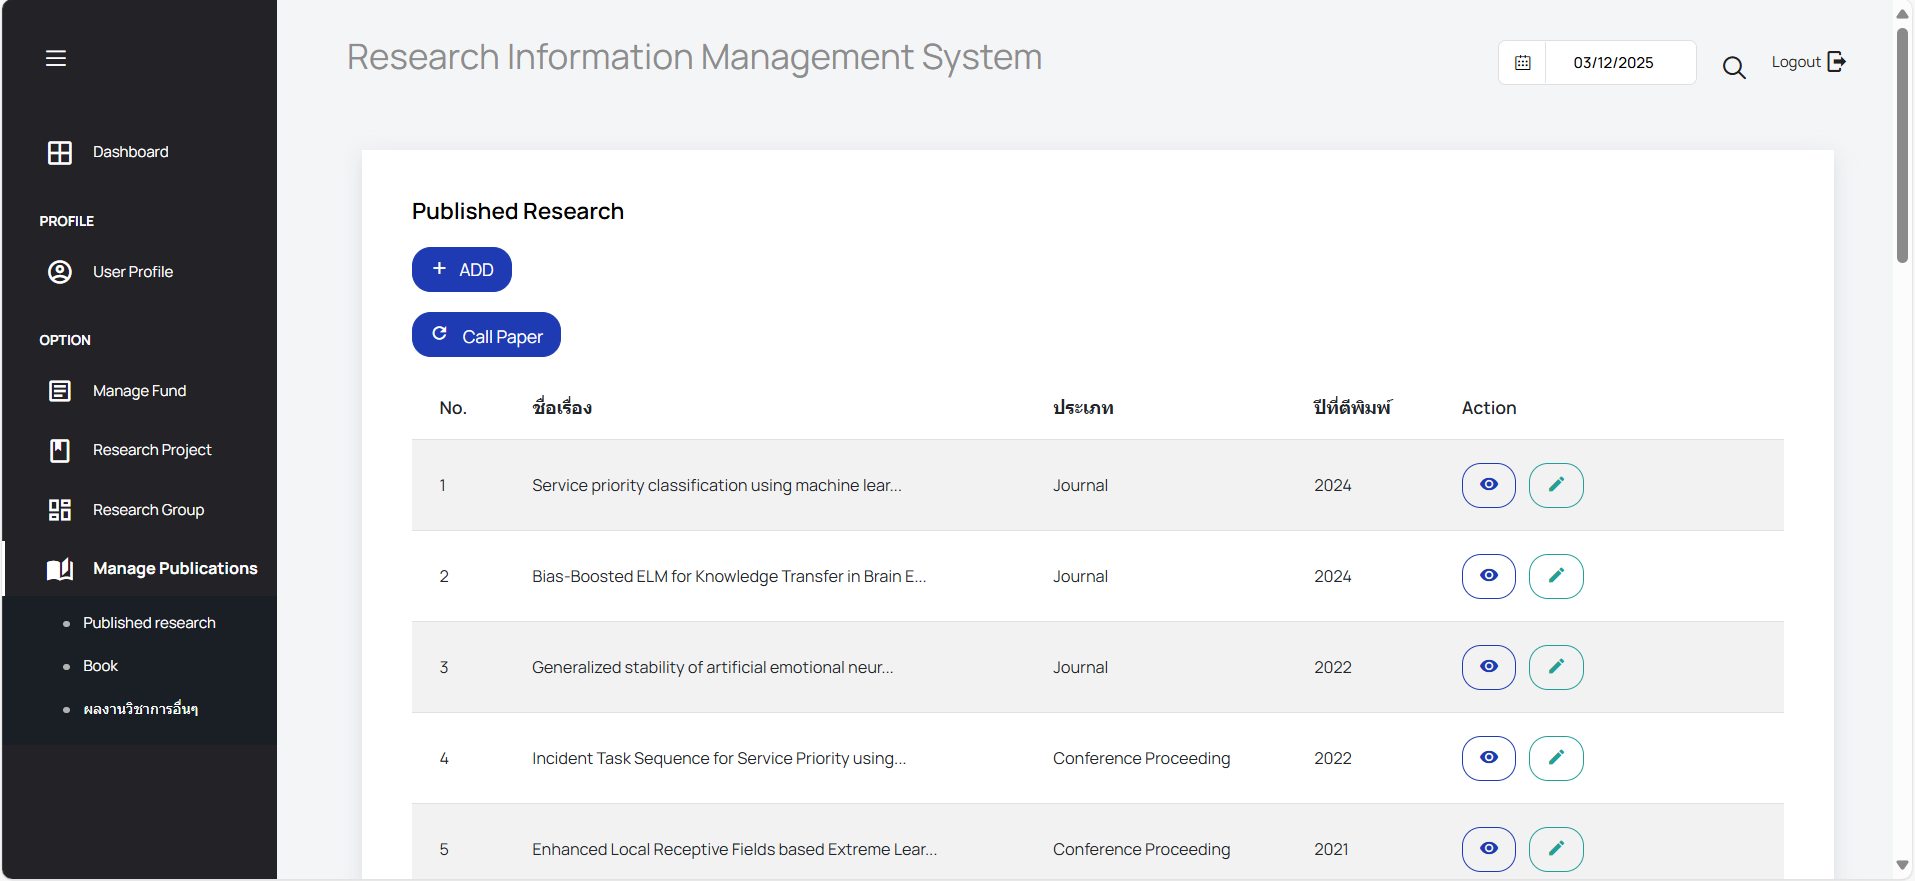 Research Information Management System
03/12/2025
Logout
Dashboard
PROFILE
User Profile
OPTION
Manage Fund
Research Project
Research Group
Manage Publications
Published research
Book
ผลงานวิชาการอื่นๆ
Published Research
+ ADD
Call Paper
No. ชื่อเรื่อง ประเภท ปีที่ตีพิมพ์ Action
1 Service priority classification using machine lear... Journal 2024
2 Bias-Boosted ELM for Knowledge Transfer in Brain E... Journal 2024
3 Generalized stability of artificial emotional neur... Journal 2022
4 Incident Task Sequence for Service Priority using... Conference Proceeding 2022
5 Enhanced Local Receptive Fields based Extreme Lear... Conference Proceeding 2021